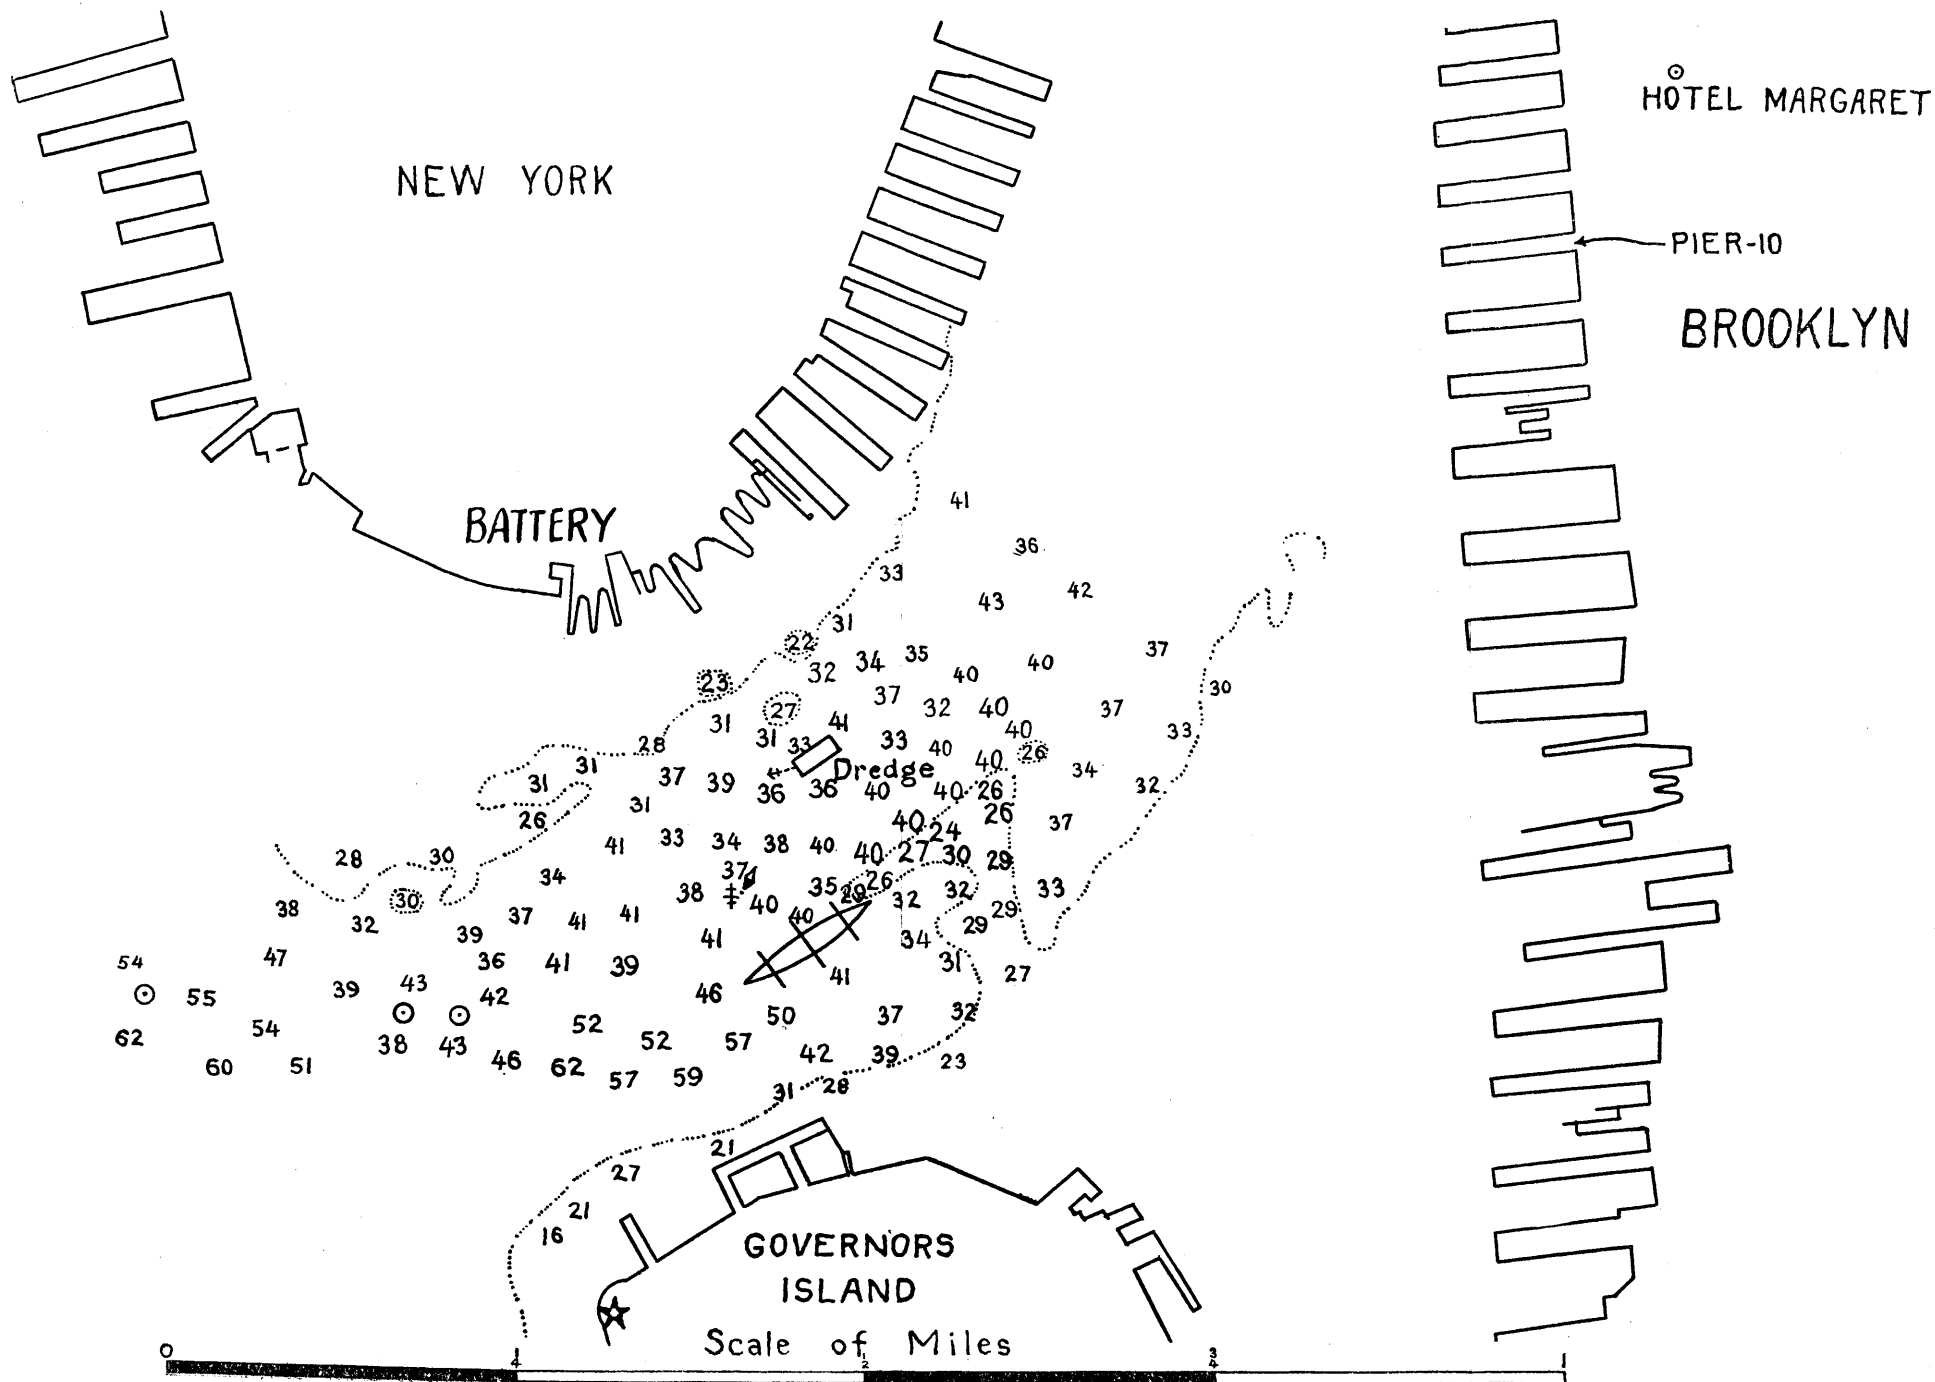 HOTEL MARGARET
NEW YORK
PIER-10
BROOKLYN
BATTERY
41
36
33
43 42
31
22
34 35 37
32 40 40
23 30
37
27 32 40 37
31 41
31 33 33 40 40 33
28 40 26
31 Dredge 34
31 37 39 36 36 40 40 26 32
31
26 40 24 26 37
41 33 34 38 40 40 27 30 29
28 30
37
34 38 35 29 26 32 33
30 40 32
38 32 37 41 41 40 29 29
39 41 34
54 47 36 41 39 31
41 27
39 43 42 46
55
54 52 50 37 32
62 38 43 52 57
60 51 46 62 57 59 42 39 23
31 28
21
27
21
16
GOVERNORS
ISLAND
Scale of Miles
0 1/4 1/2 3/4 1